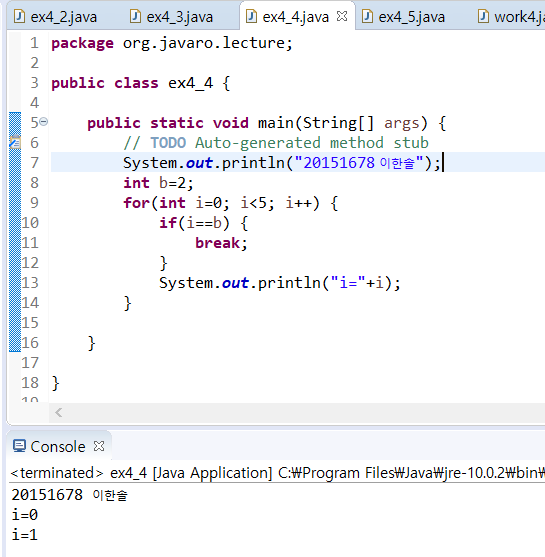 ex4_2.java ex4_3.java ex4_4.java ex4_5.java work4.j
1 package org.javaro.lecture;
2
3 public class ex4_4 {
4
5 public static void main(String[] args) {
6 // TODO Auto-generated method stub
7 System.out.println("20151678 이한솔");
8 int b=2;
9 for(int i=0; i<5; i++) {
10 if(i==b) {
11 break;
12 }
13 System.out.println("i="+i);
14 }
15
16 }
17
18 }
19
Console
<terminated> ex4_4 [Java Application] C:₩Program Files₩Java₩jre-10.0.2₩bin₩
20151678 이한솔
i=0
i=1